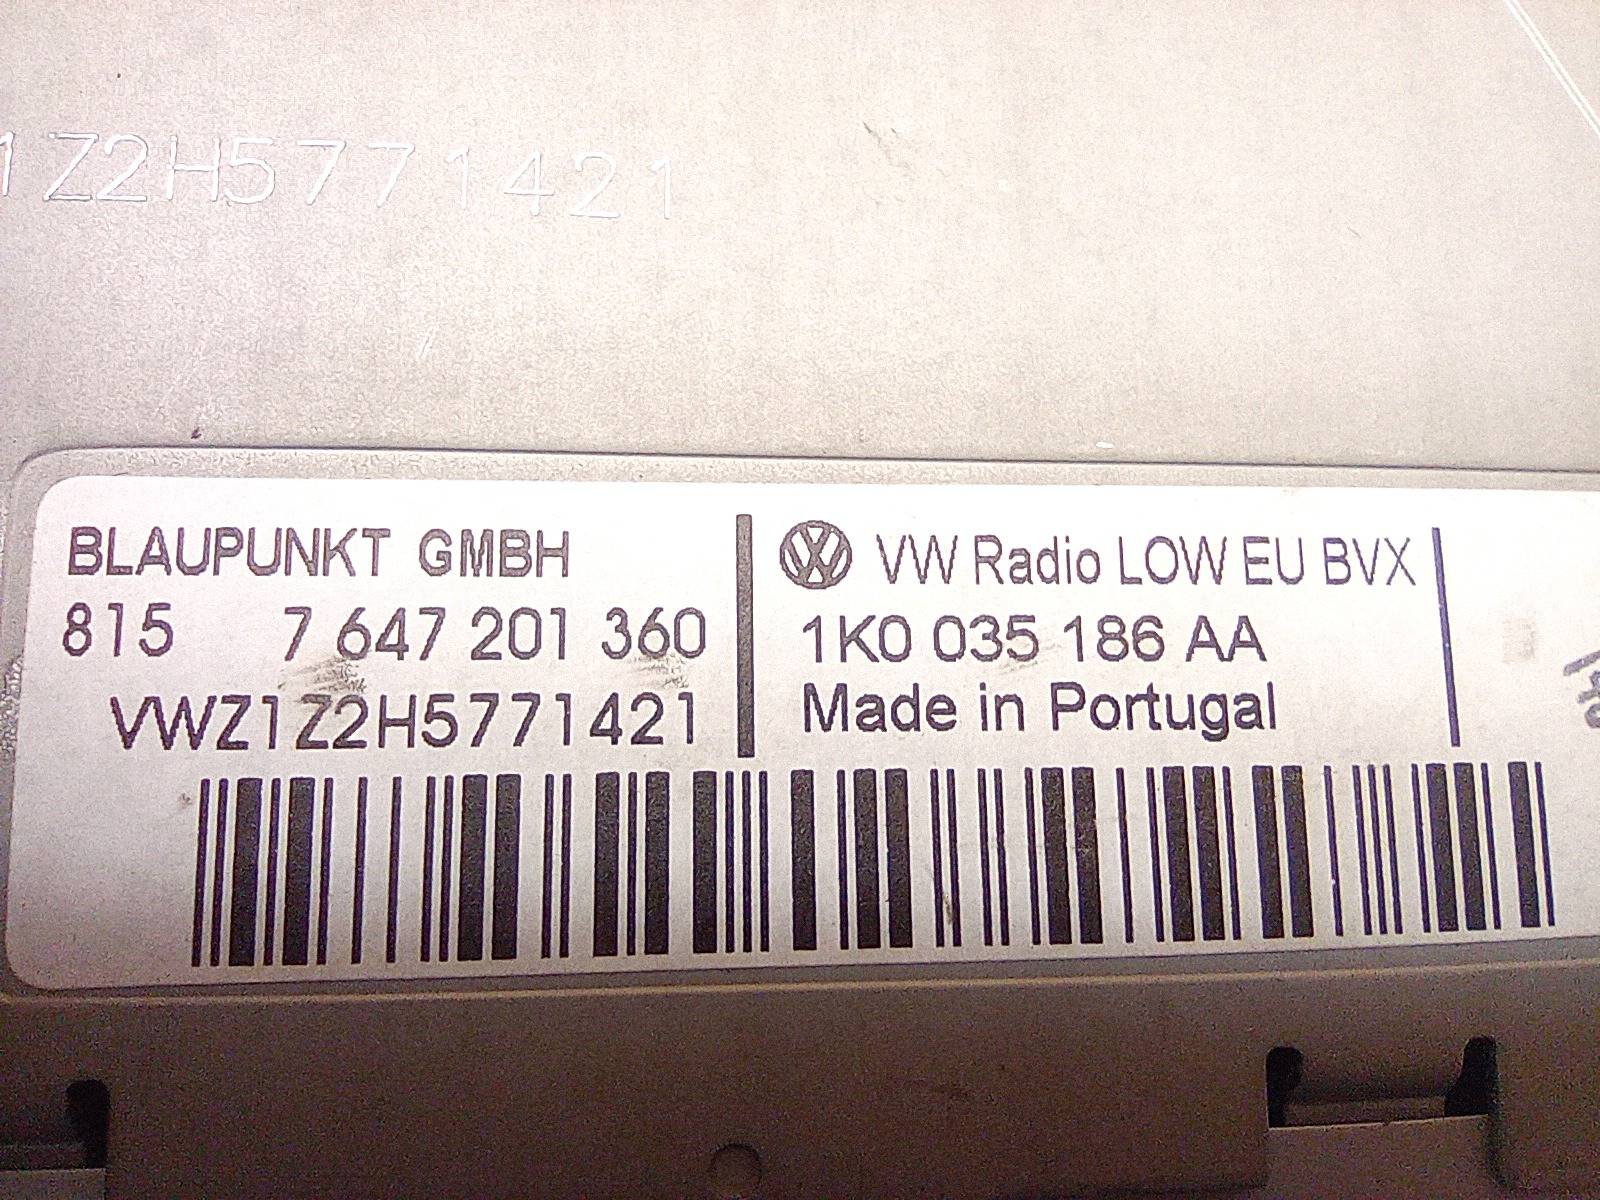 1Z2H5771421
BLAUPUNKT GMBH
815 7 647 201 360
VWZ1Z2H5771421
VW Radio LOW EU BVX
1K0 035 186 AA
Made in Portugal